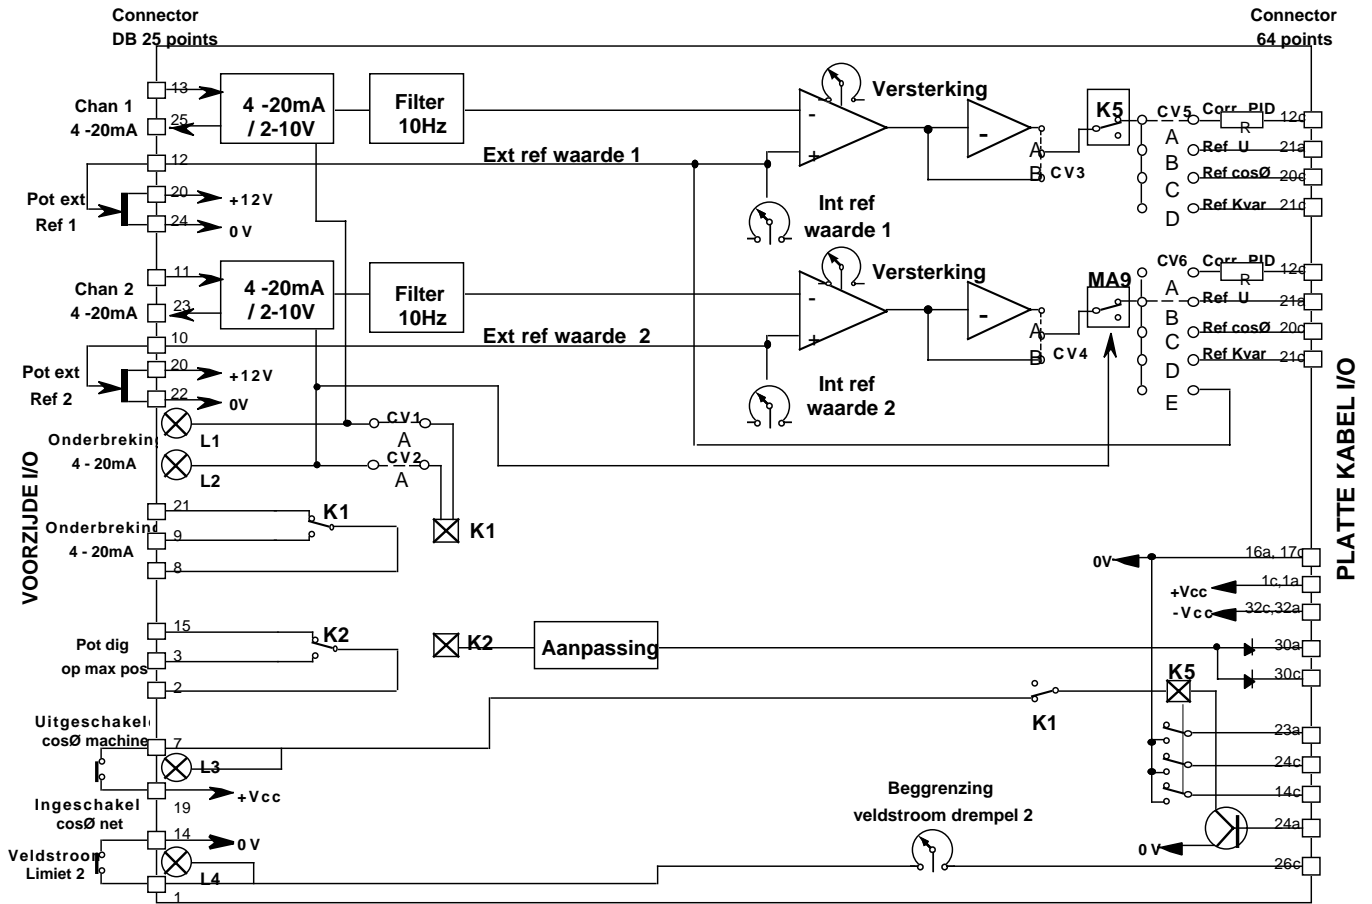 Connector
DB 25 points
Connector
64 points
13
Chan 1
4 -20mA
25
4 -20mA
/ 2-10V
Filter
10Hz
Versterking
-
+
-
A
B
CV3
K5
CV5
A
B
C
D
Corr PID
R
12c
Ref U
21a
Ref cosØ
20c
Ref Kvar
21c
12
Ext ref waarde 1
Pot ext
Ref 1
20
+12V
24
0V
Int ref
waarde 1
11
Chan 2
4 -20mA
23
4 -20mA
/ 2-10V
Filter
10Hz
Versterking
-
+
-
A
B
CV4
MA9
CV6
A
B
C
D
E
Corr PID
R
12c
Ref U
21a
Ref cosØ
20c
Ref Kvar
21c
10
Ext ref waarde 2
Pot ext
Ref 2
20
+12V
22
0V
Int ref
waarde 2
L1
CV1
A
Onderbreking
4 - 20mA
L2
CV2
A
VOORZIJDE I/O
PLATTE KABEL I/O
21
K1
Onderbreking
4 - 20mA
9
8
K1
0V
16a, 17c
+Vcc
1c,1a
-Vcc
32c,32a
15
Pot dig
op max pos
3
K2
2
K2
Aanpassing
30a
30c
K5
K1
Uitgeschakel
cosØ machine
7
L3
+Vcc
Ingeschakel
cosØ net
19
23a
24c
14c
24a
0V
14
0V
Veldstroom
Limiet 2
L4
1
Beggrenzing
veldstroom drempel 2
26c